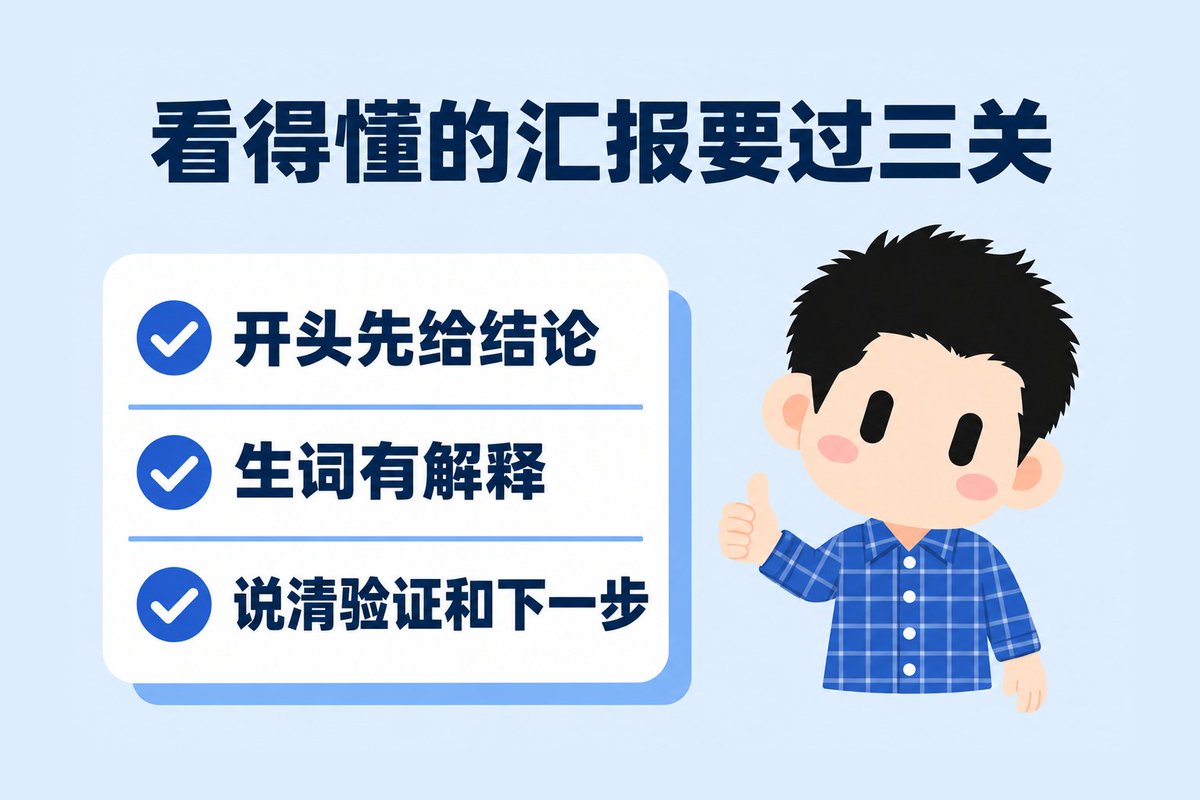 看得懂的汇报要过三关
开头先给结论
生词有解释
说清验证和下一步